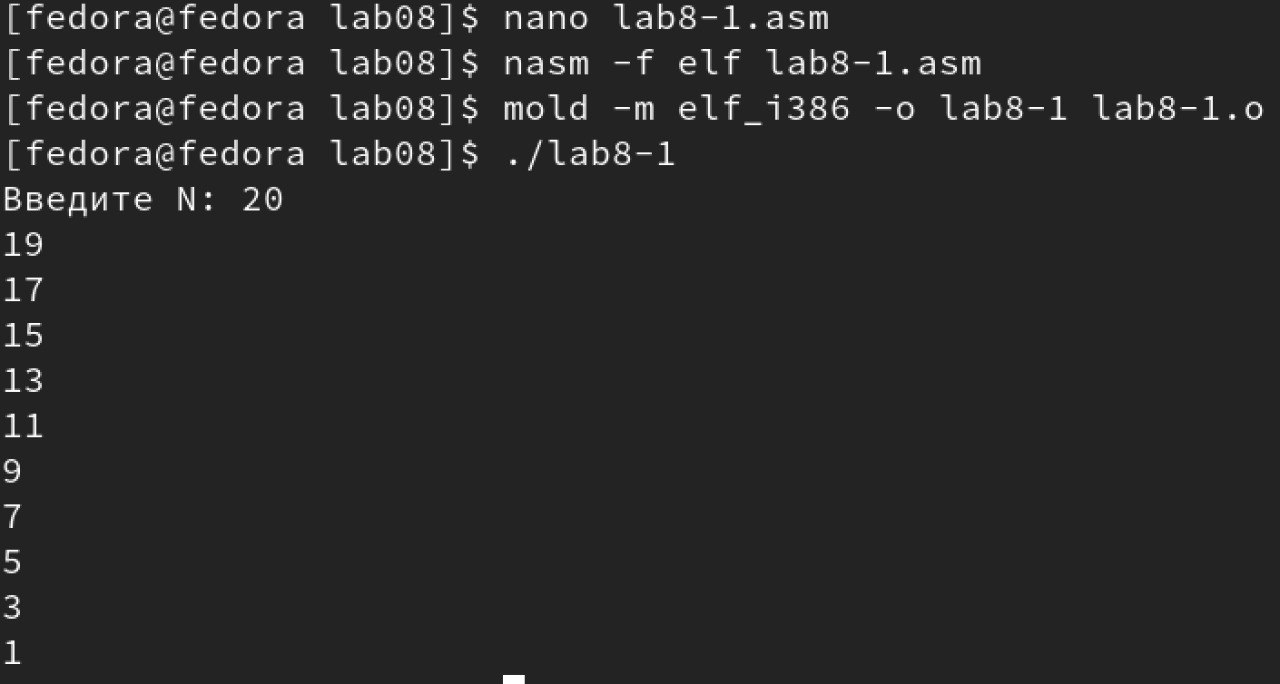 [fedora@fedora lab08]$ nano lab8-1.asm
[fedora@fedora lab08]$ nasm -f elf lab8-1.asm
[fedora@fedora lab08]$ mold -m elf_i386 -o lab8-1 lab8-1.o
[fedora@fedora lab08]$ ./lab8-1
Введите N: 20
19
17
15
13
11
9
7
5
3
1